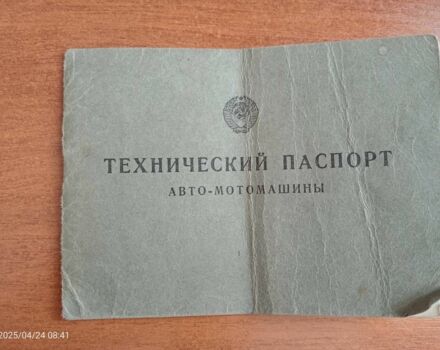 ТЕХНИЧЕСКИЙ ПАСПОРТ
АВТО-МОТОМАШИНЫ
2025/04/24 08:41